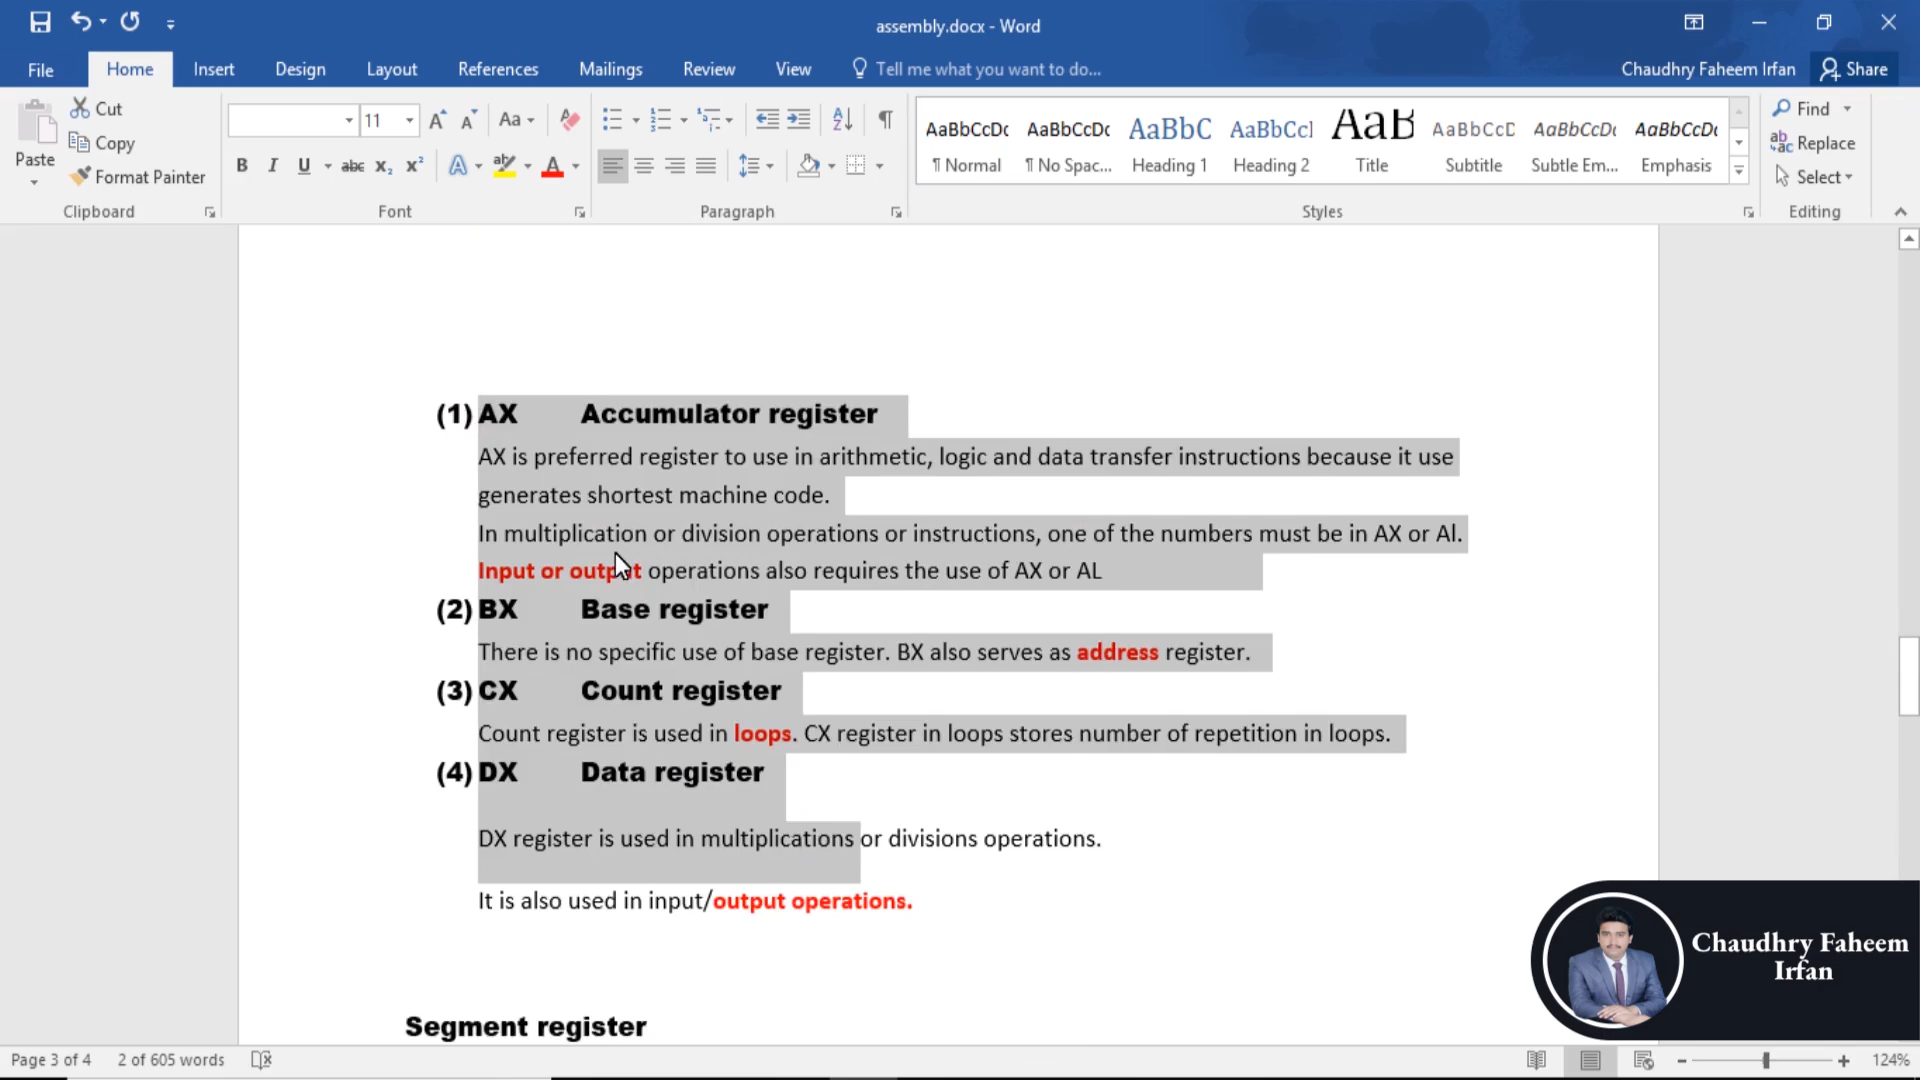 assembly.docx - Word
File Home Insert Design Layout References Mailings Review View Tell me what you want to do... Chaudhry Faheem Irfan Share
Paste
Cut
Copy
Format Painter
Clipboard
11
Aa
B I U abc X₂ X² A ab A
Font
Paragraph
AaBbCcDc AaBbCcDc AaBbC AaBbCcI AaB AaBbCcD AaBbCcDc AaBbCcDc
¶ Normal ¶ No Spac... Heading 1 Heading 2 Title Subtitle Subtle Em... Emphasis
Styles
Find
Replace
Select
Editing
(1) AX Accumulator register
AX is preferred register to use in arithmetic, logic and data transfer instructions because it use
generates shortest machine code.
In multiplication or division operations or instructions, one of the numbers must be in AX or Al.
Input or output operations also requires the use of AX or AL
(2) BX Base register
There is no specific use of base register. BX also serves as address register.
(3) CX Count register
Count register is used in loops. CX register in loops stores number of repetition in loops.
(4) DX Data register
DX register is used in multiplications or divisions operations.
It is also used in input/output operations.
Segment register
Chaudhry Faheem
Irfan
Page 3 of 4 2 of 605 words 124%